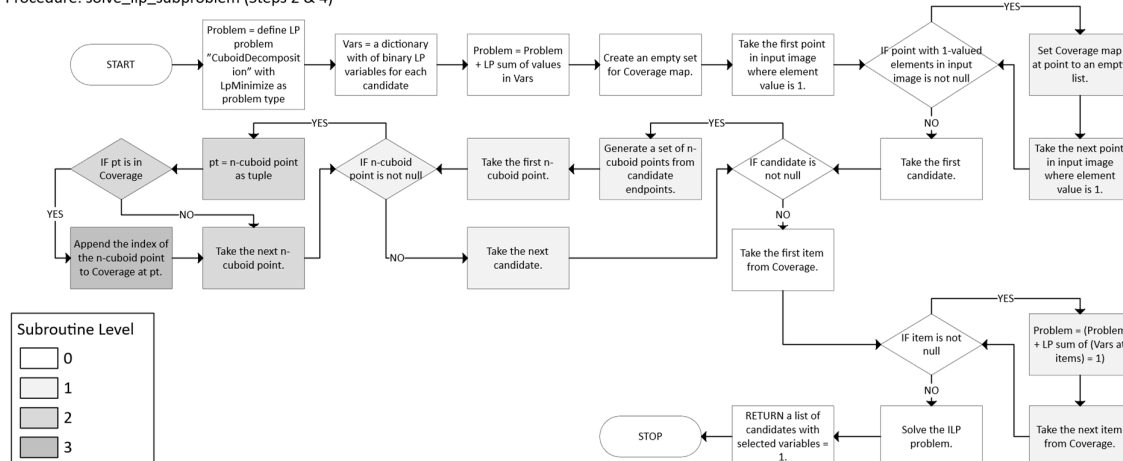 Procedure: solve_ilp_subproblem (Steps 2 & 4)
START
Problem = define LP
problem
"CuboidDecomposit
ion" with
LpMinimize as
problem type
Vars = a dictionary
with of binary LP
variables for each
candidate
Problem = Problem
+ LP sum of values
in Vars
Create an empty set
for Coverage map.
Take the first point
in input image
where element
value is 1.
IF point with 1-valued
elements in input
image is not null
YES
Set Coverage map
at point to an empty
list.
NO
Take the next point
in input image
where element
value is 1.
Take the first
candidate.
IF candidate is
not null
YES
Generate a set of n-
cuboid points from
candidate
endpoints.
Take the first n-
cuboid point.
IF n-cuboid
point is not null
YES
pt = n-cuboid point
as tuple
IF pt is in
Coverage
YES
NO
Append the index of
the n-cuboid point
to Coverage at pt.
Take the next n-
cuboid point.
NO
Take the next
candidate.
NO
Take the first item
from Coverage.
IF item is not
null
YES
Problem = (Problem
+ LP sum of (Vars at
items) = 1)
Take the next item
from Coverage.
NO
Solve the ILP
problem.
RETURN a list of
candidates with
selected variables =
1.
STOP
Subroutine Level
0
1
2
3